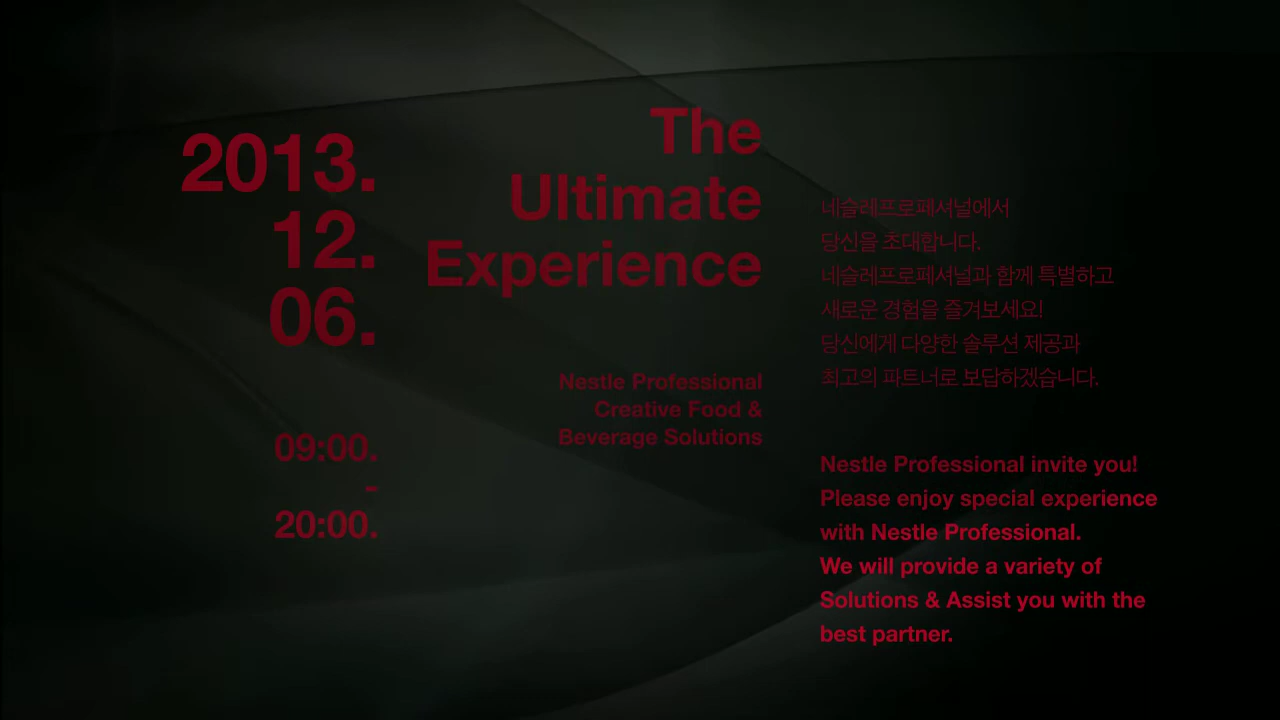 2013.
12.
06.
09:00.
-
20:00.
The
Ultimate
Experience
Nestle Professional
Creative Food &
Beverage Solutions
네슬레프로페셔널에서
당신을 초대합니다.
네슬레프로페셔널과 함께 특별하고
새로운 경험을 즐겨보세요!
당신에게 다양한 솔루션 제공과
최고의 파트너로 보답하겠습니다.
Nestle Professional invite you!
Please enjoy special experience
with Nestle Professional.
We will provide a variety of
Solutions & Assist you with the
best partner.